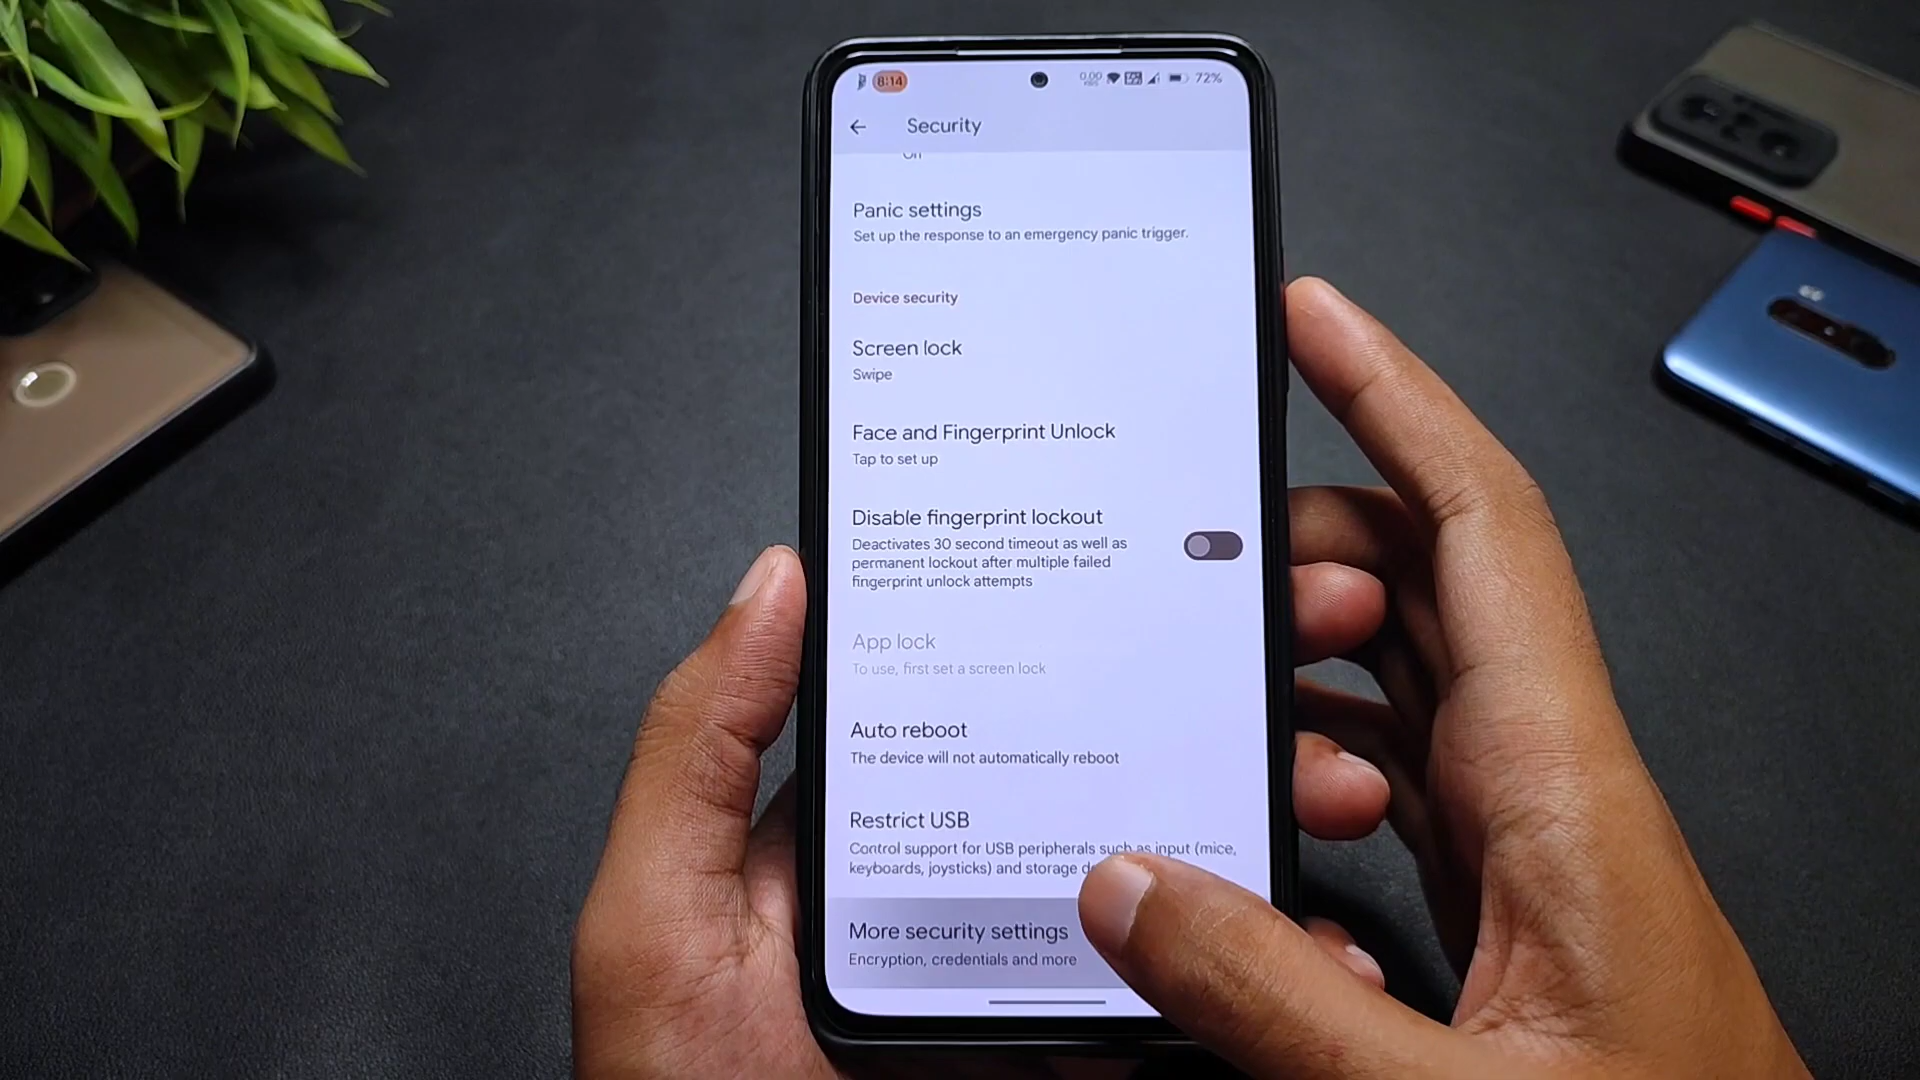 8:14
0.00
72%
Security
Panic settings
Set up the response to an emergency panic trigger.
Device security
Screen lock
Swipe
Face and Fingerprint Unlock
Tap to set up
Disable fingerprint lockout
Deactivates 30 second timeout as well as
permanent lockout after multiple failed
fingerprint unlock attempts
App lock
To use, first set a screen lock
Auto reboot
The device will not automatically reboot
Restrict USB
Control support for USB peripherals such as input (mice,
keyboards, joysticks) and storage
More security settings
Encryption, credentials and more